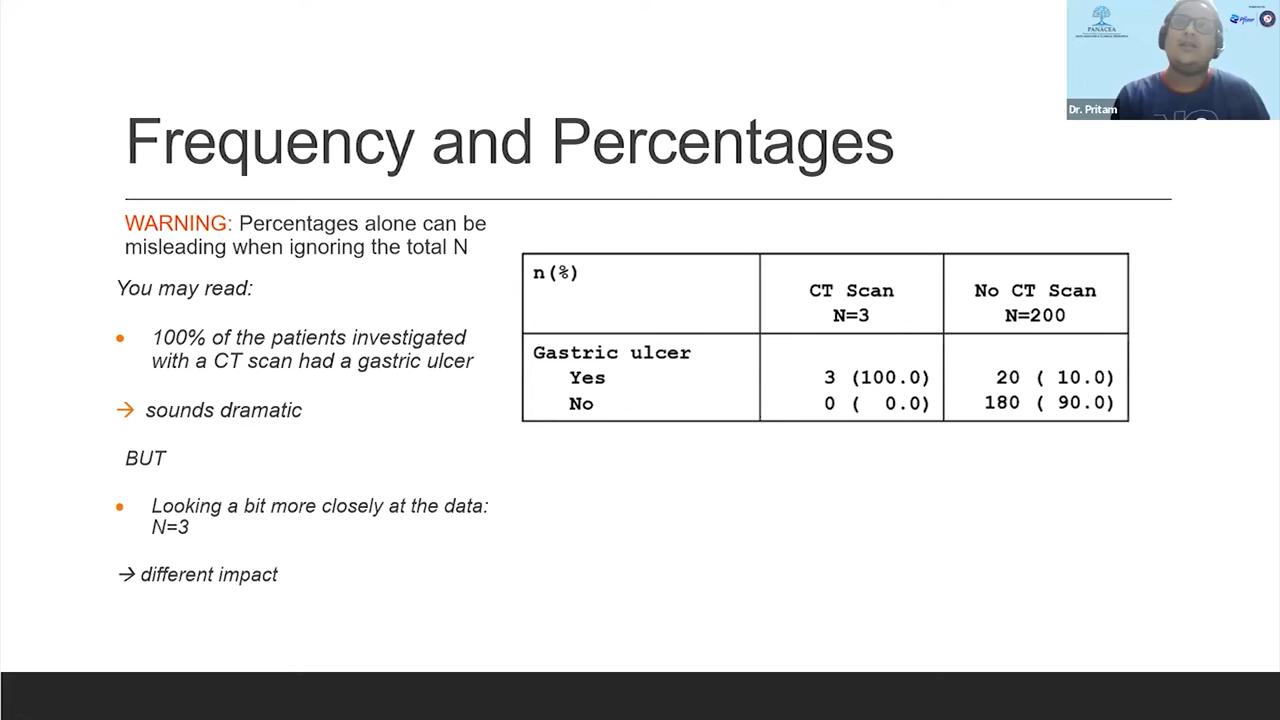 PANACEA
Pfizer
Dr. Pritam
Frequency and Percentages
WARNING: Percentages alone can be
misleading when ignoring the total N
You may read:
• 100% of the patients investigated
with a CT scan had a gastric ulcer
→ sounds dramatic
BUT
• Looking a bit more closely at the data:
N=3
→ different impact
n(%)
CT Scan No CT Scan
N=3 N=200
Gastric ulcer
Yes 3 (100.0) 20 ( 10.0)
No 0 ( 0.0) 180 ( 90.0)